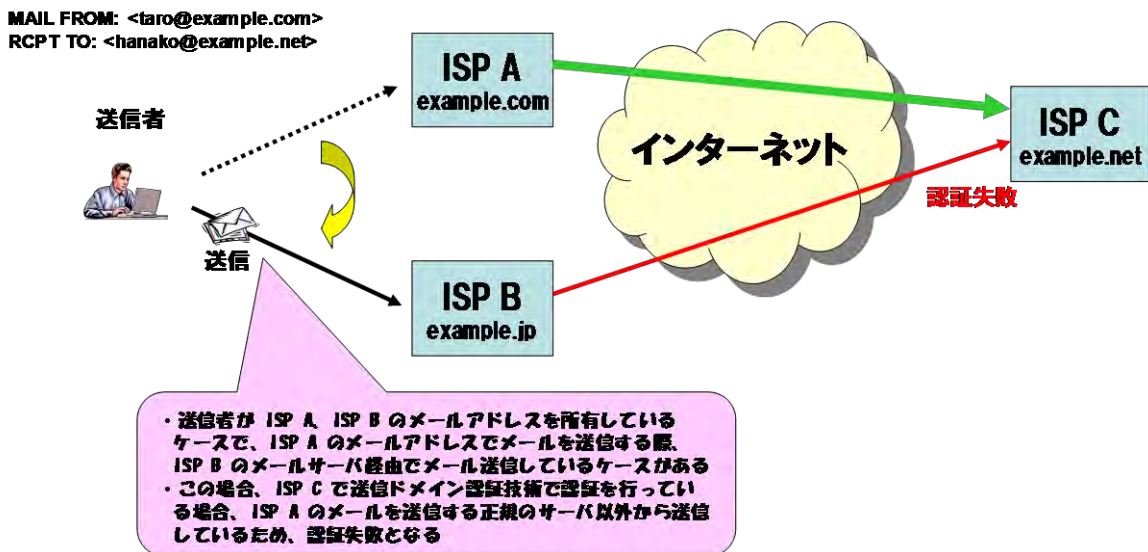 MAIL FROM: <taro@example.com>
RCPT TO: <hanako@example.net>
送信者
ISP A
example.com
インターネット
ISP C
example.net
認証失敗
送信
ISP B
example.jp
・送信者が ISP A、ISP B のメールアドレスを所有している
ケースで、ISP A のメールアドレスでメールを送信する際、
ISP B のメールサーバ経由でメール送信しているケースがある
・この場合、ISP C で送信ドメイン認証技術で認証を行ってい
る場合、ISP A のメールを送信する正規のサーバ以外から送信
しているため、認証失敗となる